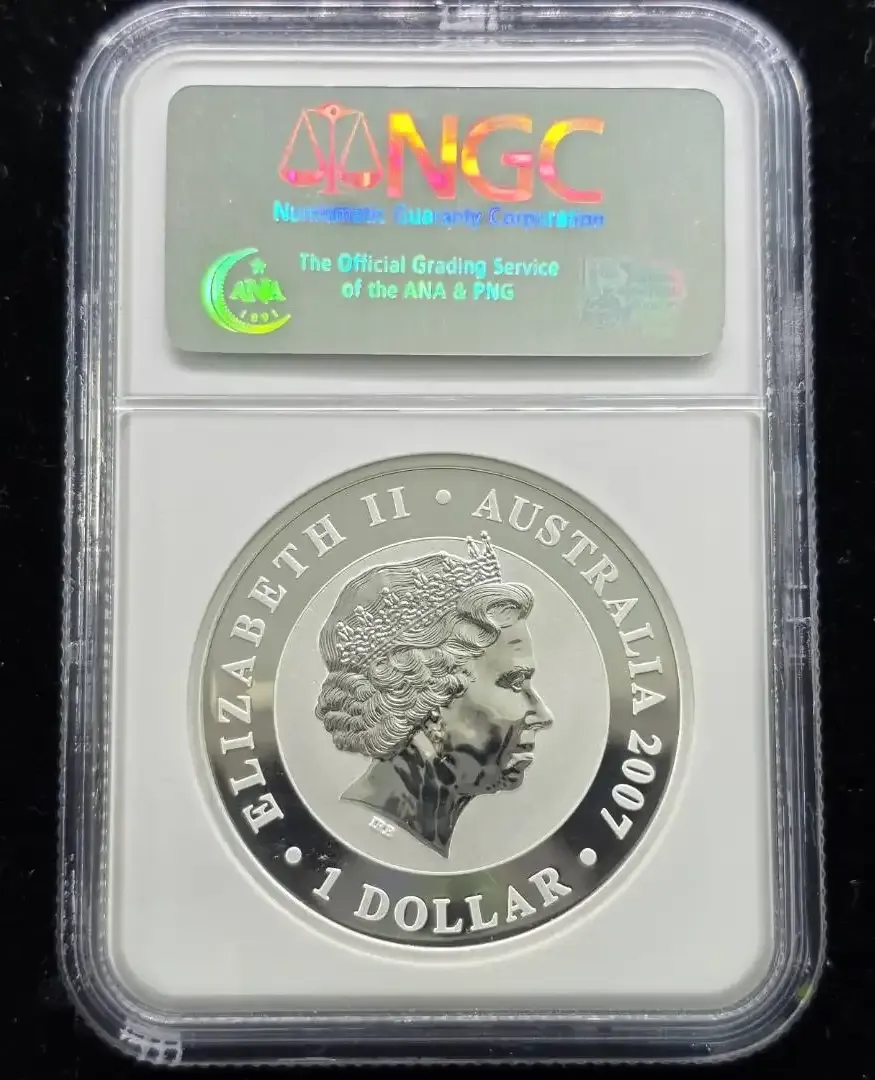 NGC
Numismatic Guaranty Corporation
The Official Grading Service
of the ANA & PNG
ANA
1891
ELIZABETH II • AUSTRALIA 2007
• 1 DOLLAR •
IRB